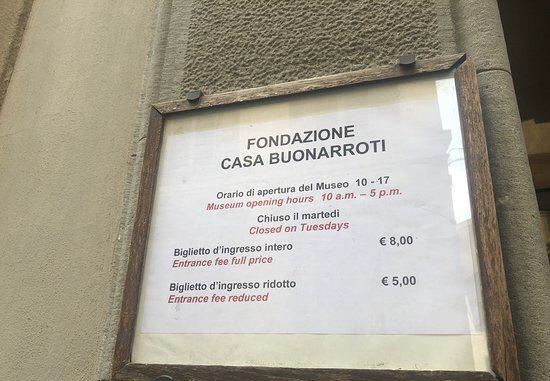 FONDAZIONE
CASA BUONARROTI
Orario di apertura del Museo 10 - 17
Museum opening hours 10 a.m. – 5 p.m.
Chiuso il martedì
Closed on Tuesdays
Biglietto d'ingresso intero € 8,00
Entrance fee full price
Biglietto d'ingresso ridotto € 5,00
Entrance fee reduced